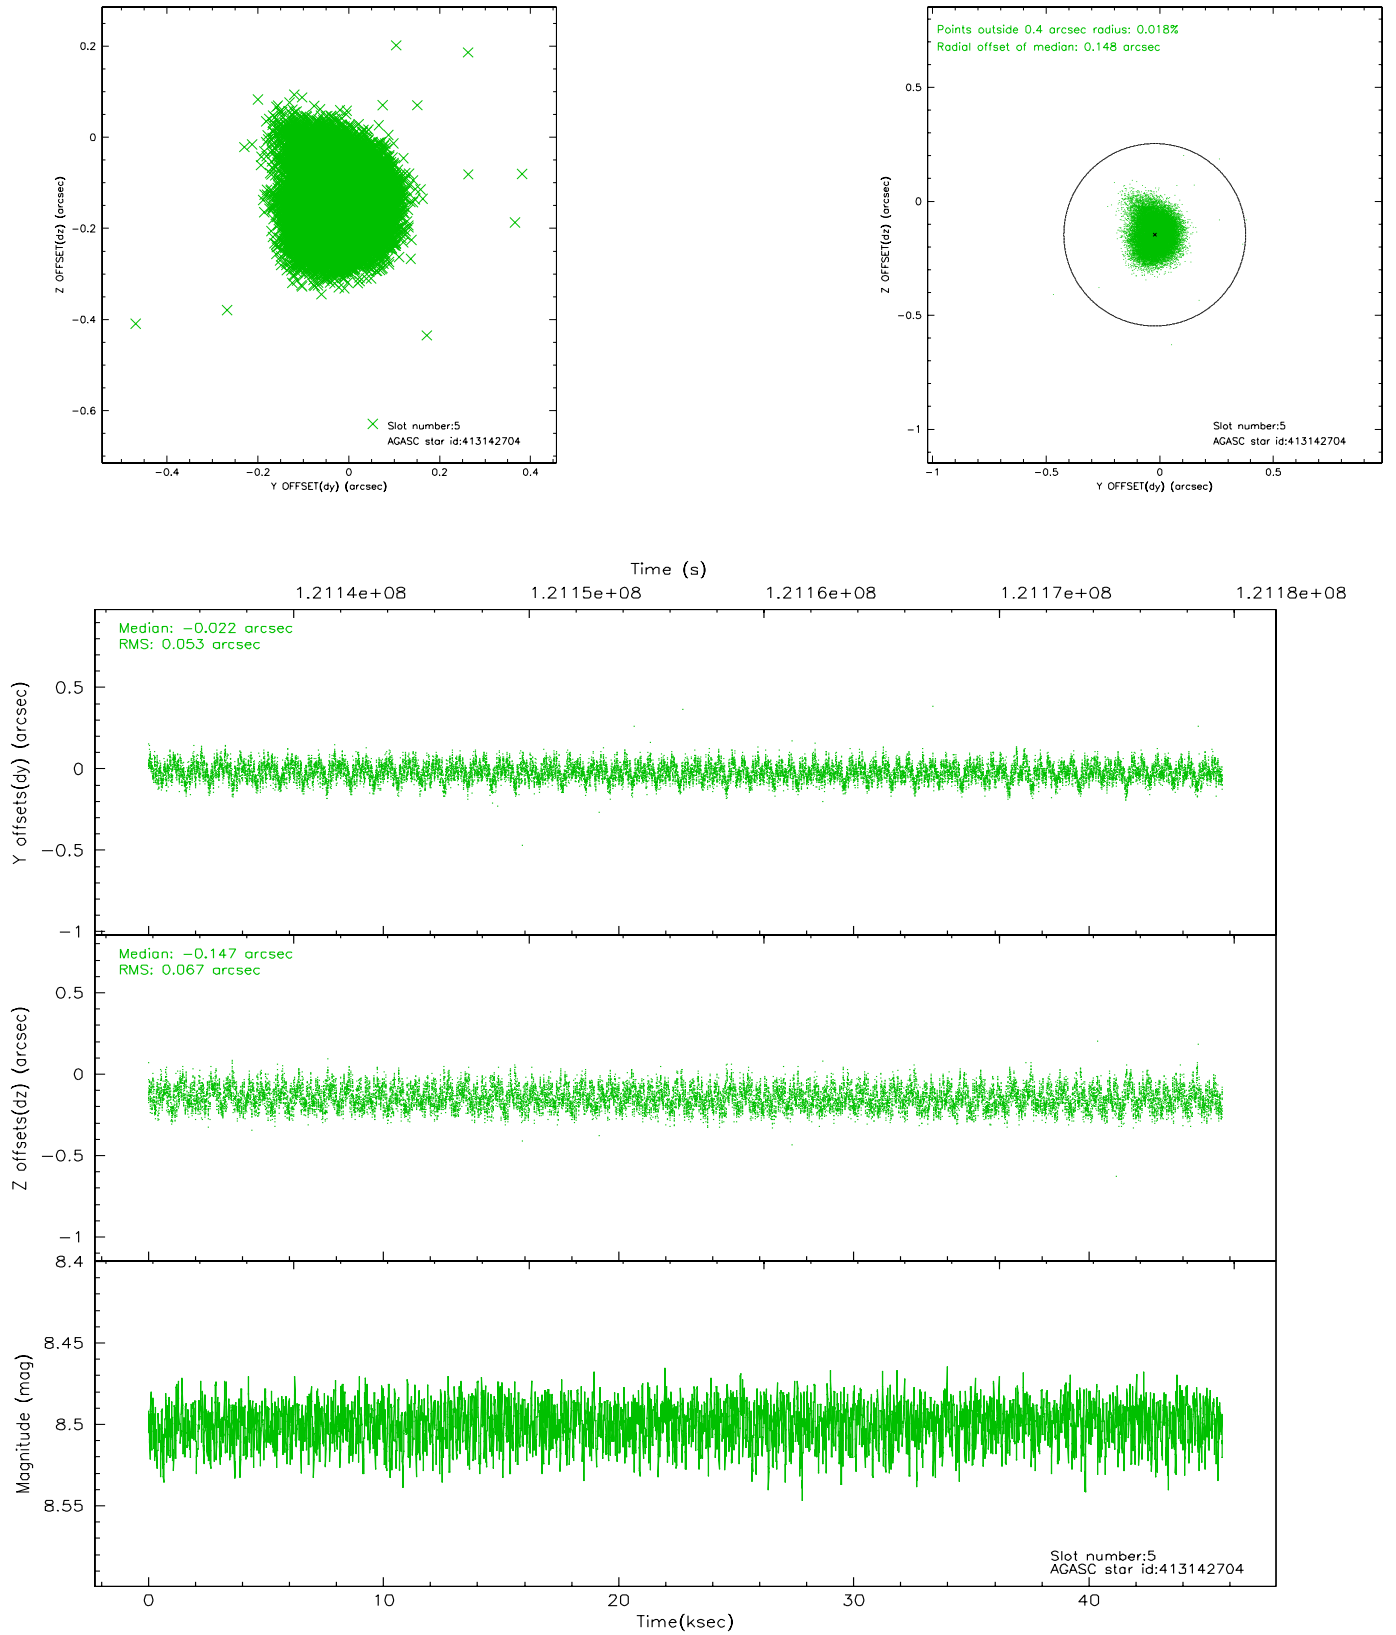 0.2
0
−0.2
−0.4
−0.6
Z OFFSET(dz) (arcsec)
Slot number:5
AGASC star id:413142704
−0.4
−0.2
0
0.2
0.4
Y OFFSET(dy) (arcsec)
Points outside 0.4 arcsec radius: 0.018%
Radial offset of median: 0.148 arcsec
0.5
0
−0.5
−1
Z OFFSET(dz) (arcsec)
Slot number:5
AGASC star id:413142704
−1
−0.5
0
0.5
Y OFFSET(dy) (arcsec)
Time (s)
1.2114e+08
1.2115e+08
1.2116e+08
1.2117e+08
1.2118e+08
Median: −0.022 arcsec
RMS: 0.053 arcsec
0.5
0
−0.5
−1
Y offsets(dy) (arcsec)
Median: −0.147 arcsec
RMS: 0.067 arcsec
0.5
0
−0.5
−1
Z offsets(dz) (arcsec)
8.4
8.45
8.5
8.55
Magnitude (mag)
Slot number:5
AGASC star id:413142704
0
10
20
30
40
Time(ksec)